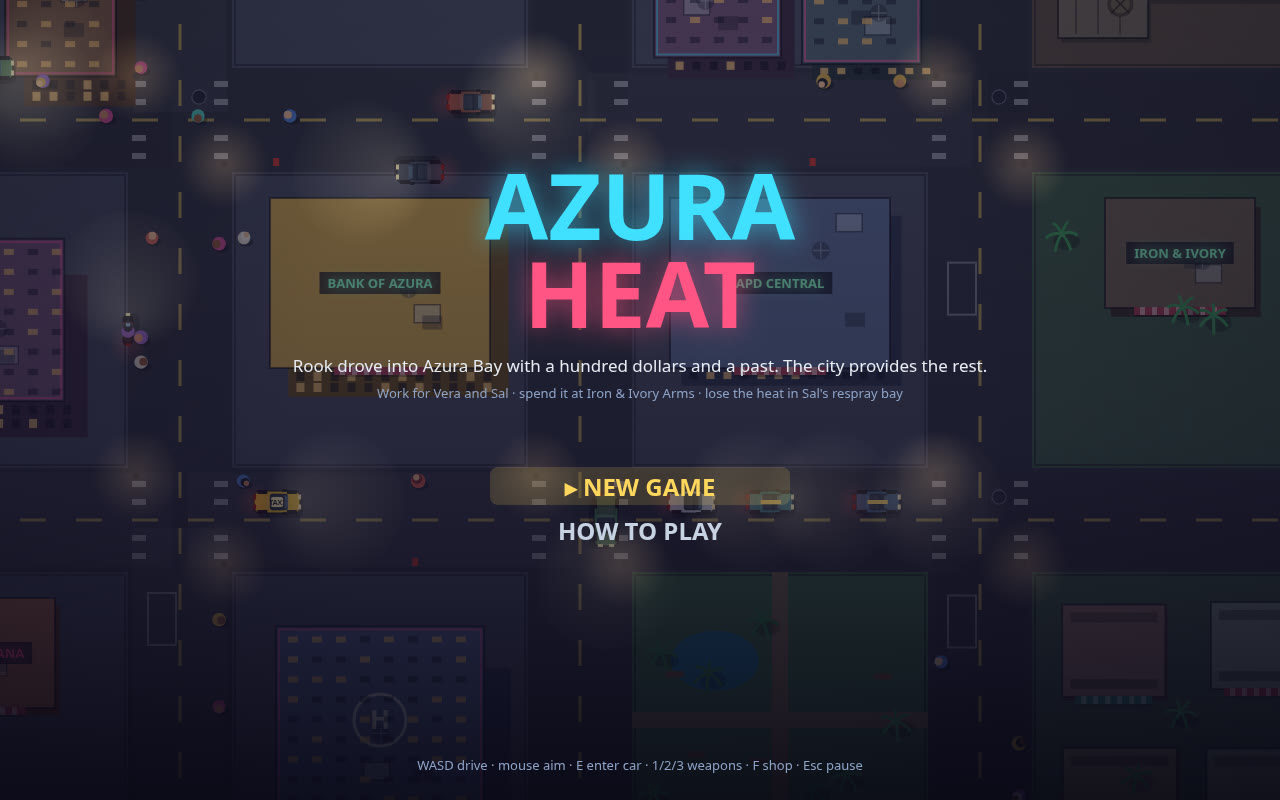 AZURA
HEAT
BANK OF AZURA
APD CENTRAL
IRON & IVORY
Rook drove into Azura Bay with a hundred dollars and a past. The city provides the rest.
Work for Vera and Sal · spend it at Iron & Ivory Arms · lose the heat in Sal's respray bay
▸ NEW GAME
TAXI
HOW TO PLAY
ANA
H
WASD drive · mouse aim · E enter car · 1/2/3 weapons · F shop · Esc pause